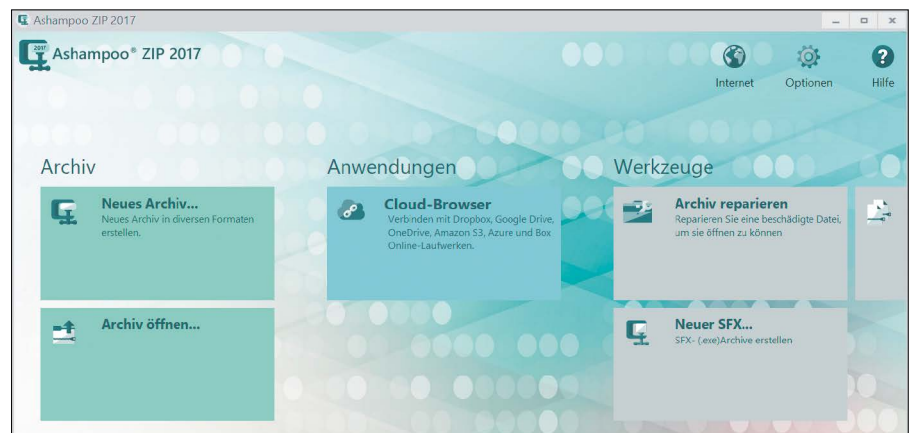 Ashampoo ZIP 2017
2017
Ashampoo® ZIP 2017
Internet
Optionen
Hilfe
Archiv
Neues Archiv...
Neues Archiv in diversen Formaten
erstellen.
Archiv öffnen...
Anwendungen
Cloud-Browser
Verbinden mit Dropbox, Google Drive,
OneDrive, Amazon S3, Azure und Box
Online-Laufwerken.
Werkzeuge
Archiv reparieren
Reparieren Sie eine beschädigte Datei,
um sie öffnen zu können
Neuer SFX...
SFX- (.exe)Archive erstellen